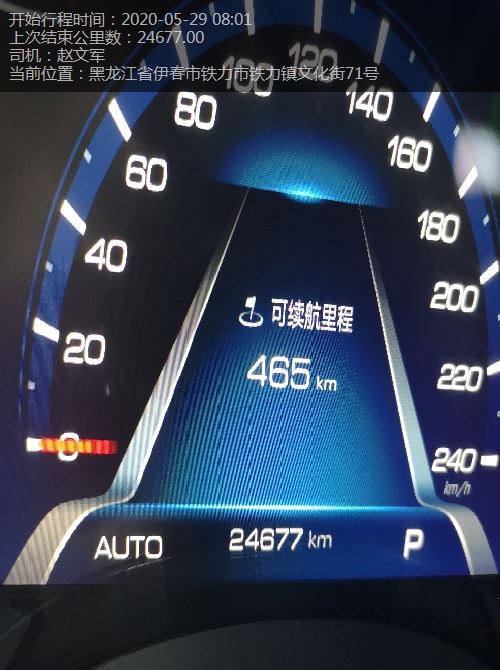 开始行程时间：2020-05-29 08:01
上次结束公里数：24677.00
司机：赵文军
当前位置：黑龙江省伊春市铁力市铁力镇文化街71号
100
120
80
140
60
160
180
40
200
可续航里程
20
465 km
220
0
240
km/h
AUTO
24677 km
P